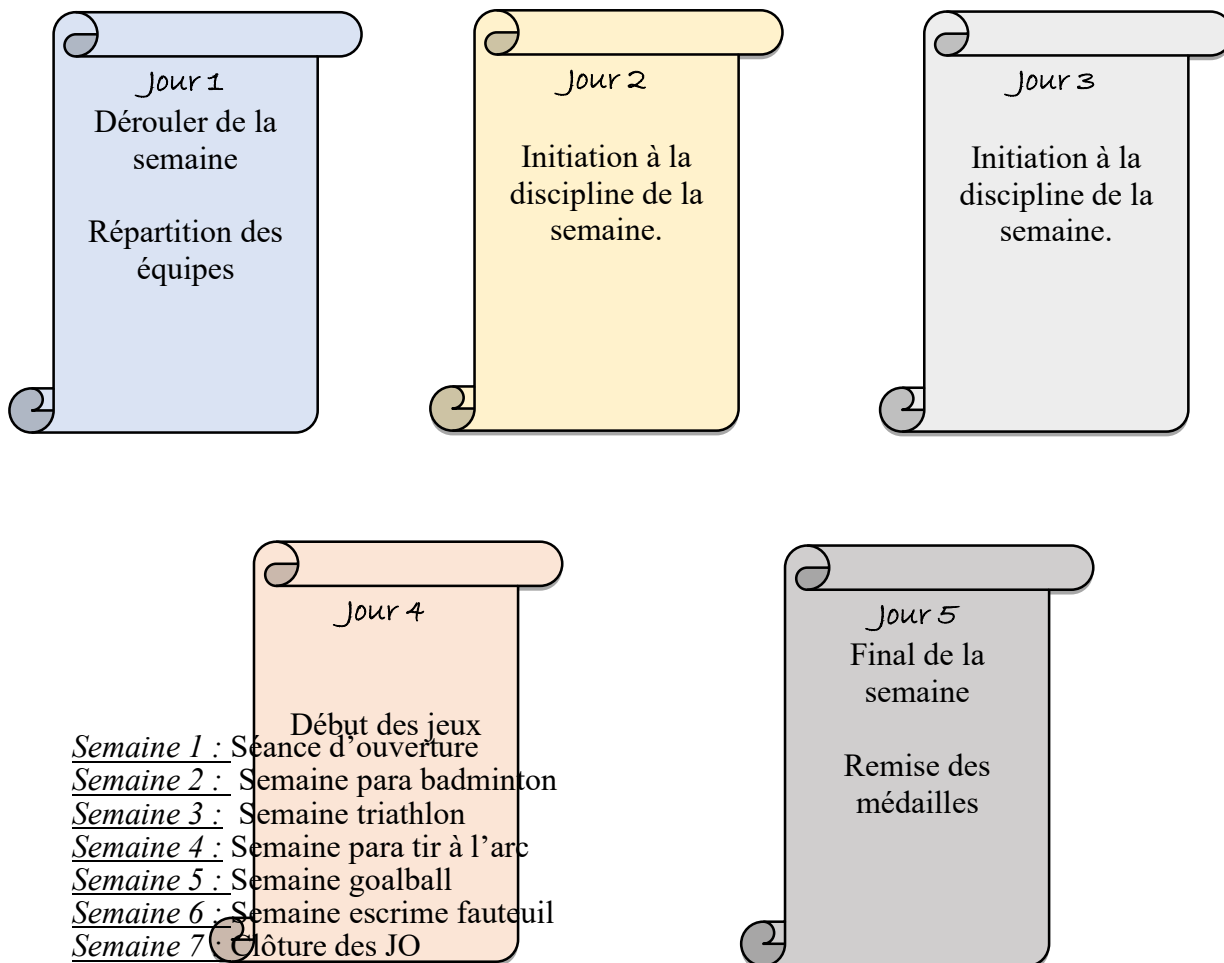 Jour 1
Dérouler de la
semaine
Répartition des
équipes
Jour 2
Initiation à la
discipline de la
semaine.
Jour 3
Initiation à la
discipline de la
semaine.
Jour 4
Début des jeux
Jour 5
Final de la
semaine
Remise des
médailles
Semaine 1 : Séance d’ouverture
Semaine 2 : Semaine para badminton
Semaine 3 : Semaine triathlon
Semaine 4 : Semaine para tir à l’arc
Semaine 5 : Semaine goalball
Semaine 6 : Semaine escrime fauteuil
Semaine 7 : Clôture des JO